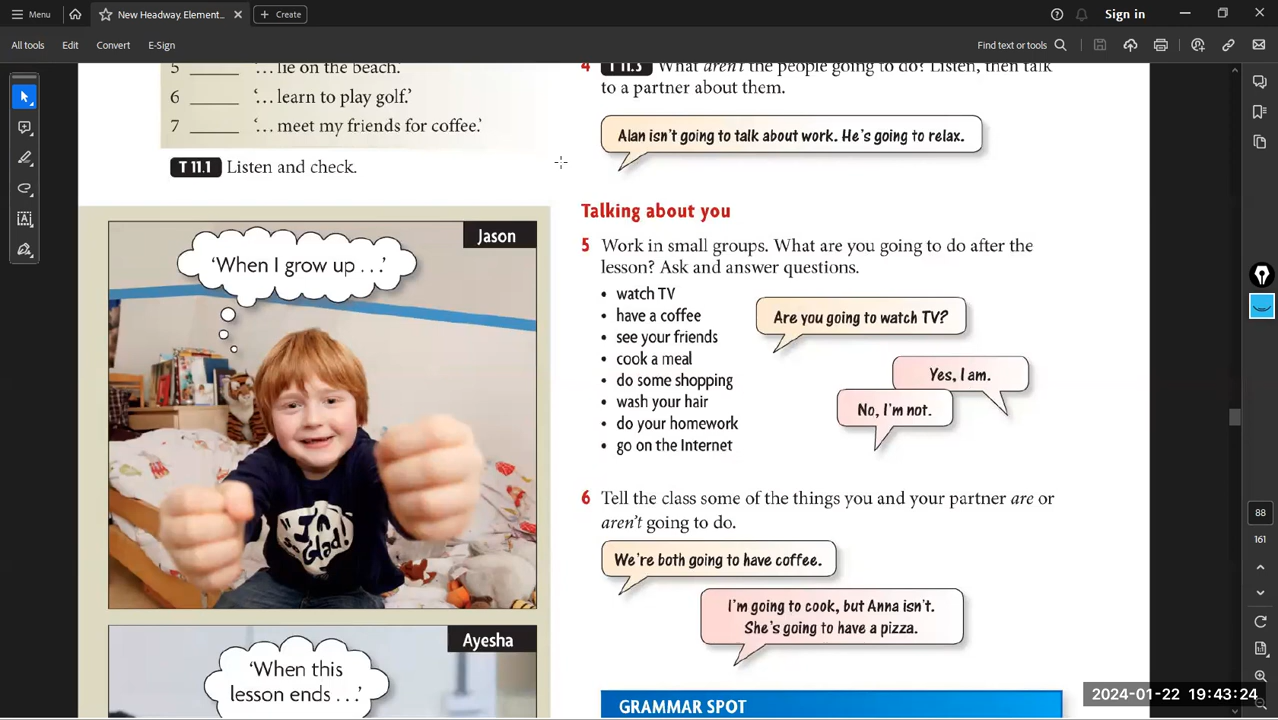 Menu
New Headway. Element...
Create
Sign in
All tools
Edit
Convert
E-Sign
Find text or tools
5 ______ '... lie on the beach.'
6 ______ '... learn to play golf.'
7 ______ '... meet my friends for coffee.'
T 11.1 Listen and check.
Jason
'When I grow up . . .'
I'm Glad!
Ayesha
'When this
lesson ends . . .'
4 T 11.3 What aren't the people going to do? Listen, then talk
to a partner about them.
Alan isn't going to talk about work. He's going to relax.
Talking about you
5 Work in small groups. What are you going to do after the
lesson? Ask and answer questions.
• watch TV
• have a coffee
• see your friends
• cook a meal
• do some shopping
• wash your hair
• do your homework
• go on the Internet
Are you going to watch TV?
Yes, I am.
No, I'm not.
6 Tell the class some of the things you and your partner are or
aren't going to do.
We're both going to have coffee.
I'm going to cook, but Anna isn't.
She's going to have a pizza.
GRAMMAR SPOT
88
161
2024-01-22 19:43:24